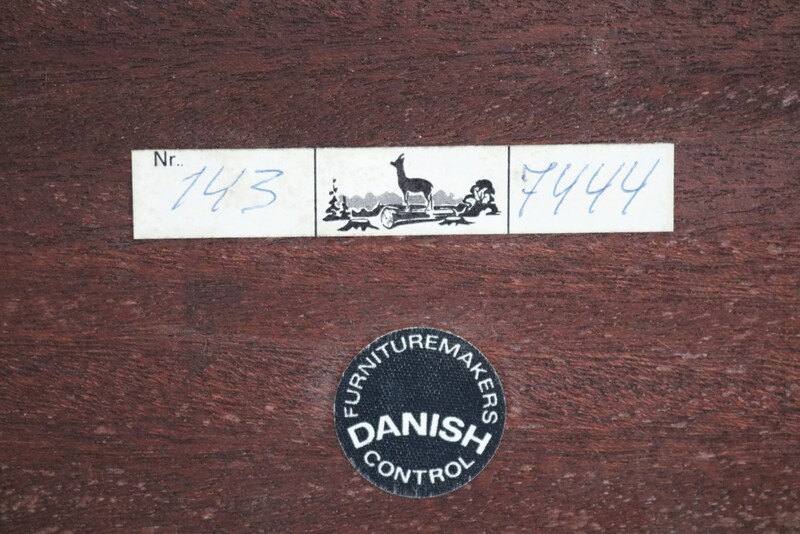 Nr.. 143 7444
FURNITUREMAKERS
DANISH
CONTROL